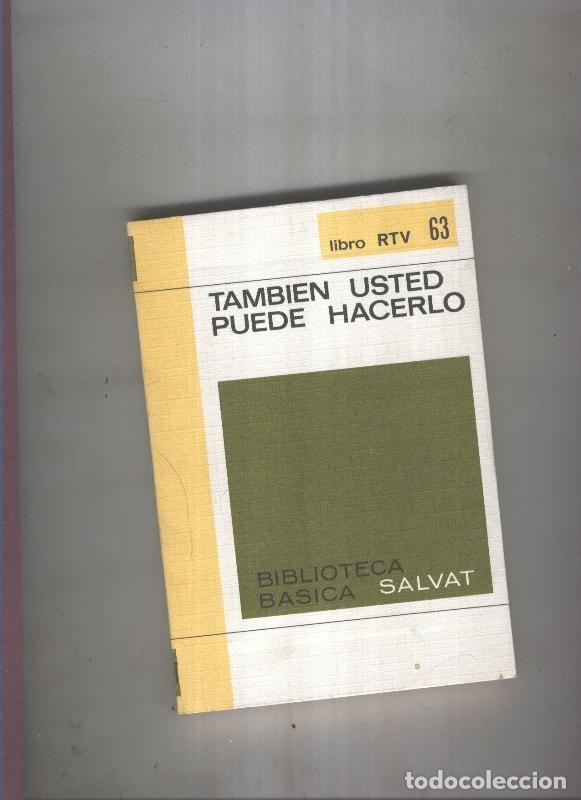 libro RTV 63
TAMBIEN USTED
PUEDE HACERLO
BIBLIOTECA
BASICA SALVAT
todocoleccion